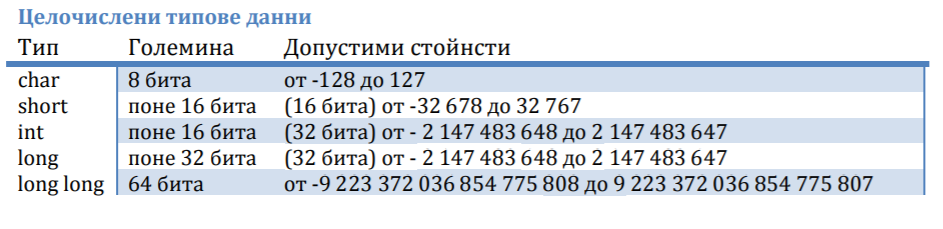 Целочислени типове данни
Тип Големина Допустими стойнсти
char 8 бита от -128 до 127
short поне 16 бита (16 бита) от -32 678 до 32 767
int поне 16 бита (32 бита) от - 2 147 483 648 до 2 147 483 647
long поне 32 бита (32 бита) от - 2 147 483 648 до 2 147 483 647
long long 64 бита от -9 223 372 036 854 775 808 до 9 223 372 036 854 775 807